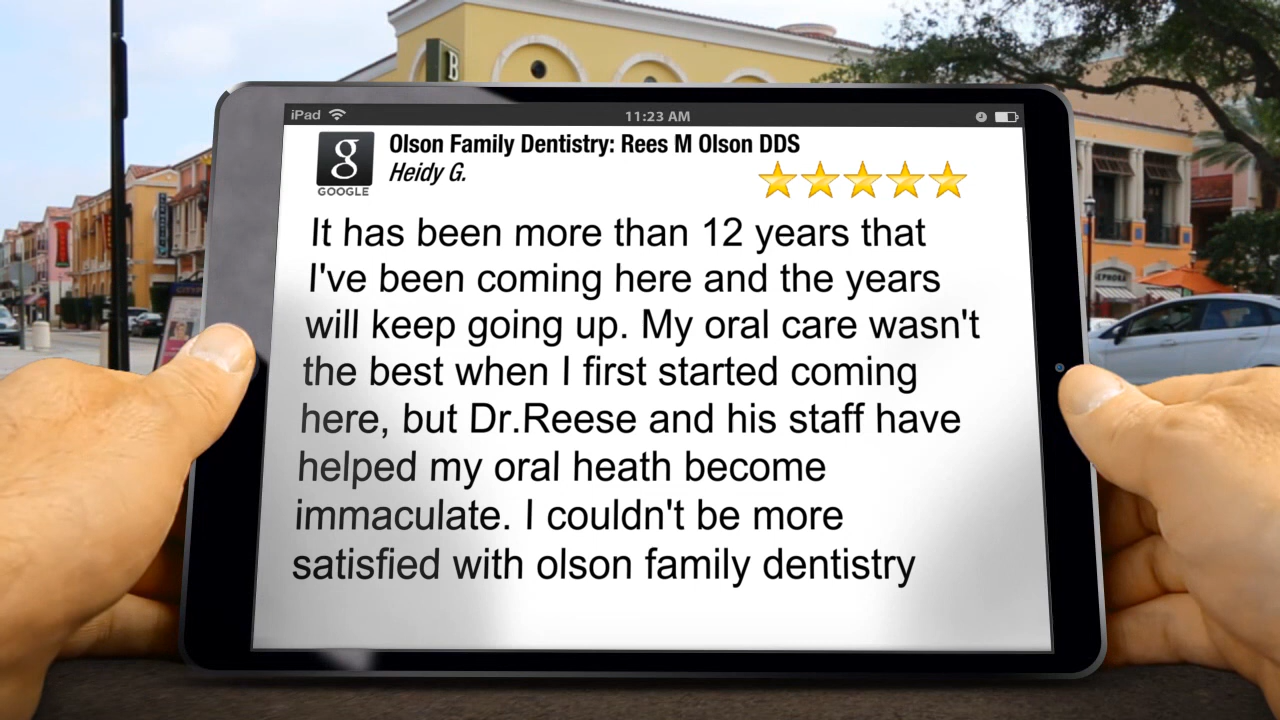 B
iPad
11:23 AM
g
GOOGLE
Olson Family Dentistry: Rees M Olson DDS
Heidy G.
It has been more than 12 years that
I've been coming here and the years
will keep going up. My oral care wasn't
the best when I first started coming
here, but Dr.Reese and his staff have
helped my oral heath become
immaculate. I couldn't be more
satisfied with olson family dentistry
SEPHORA